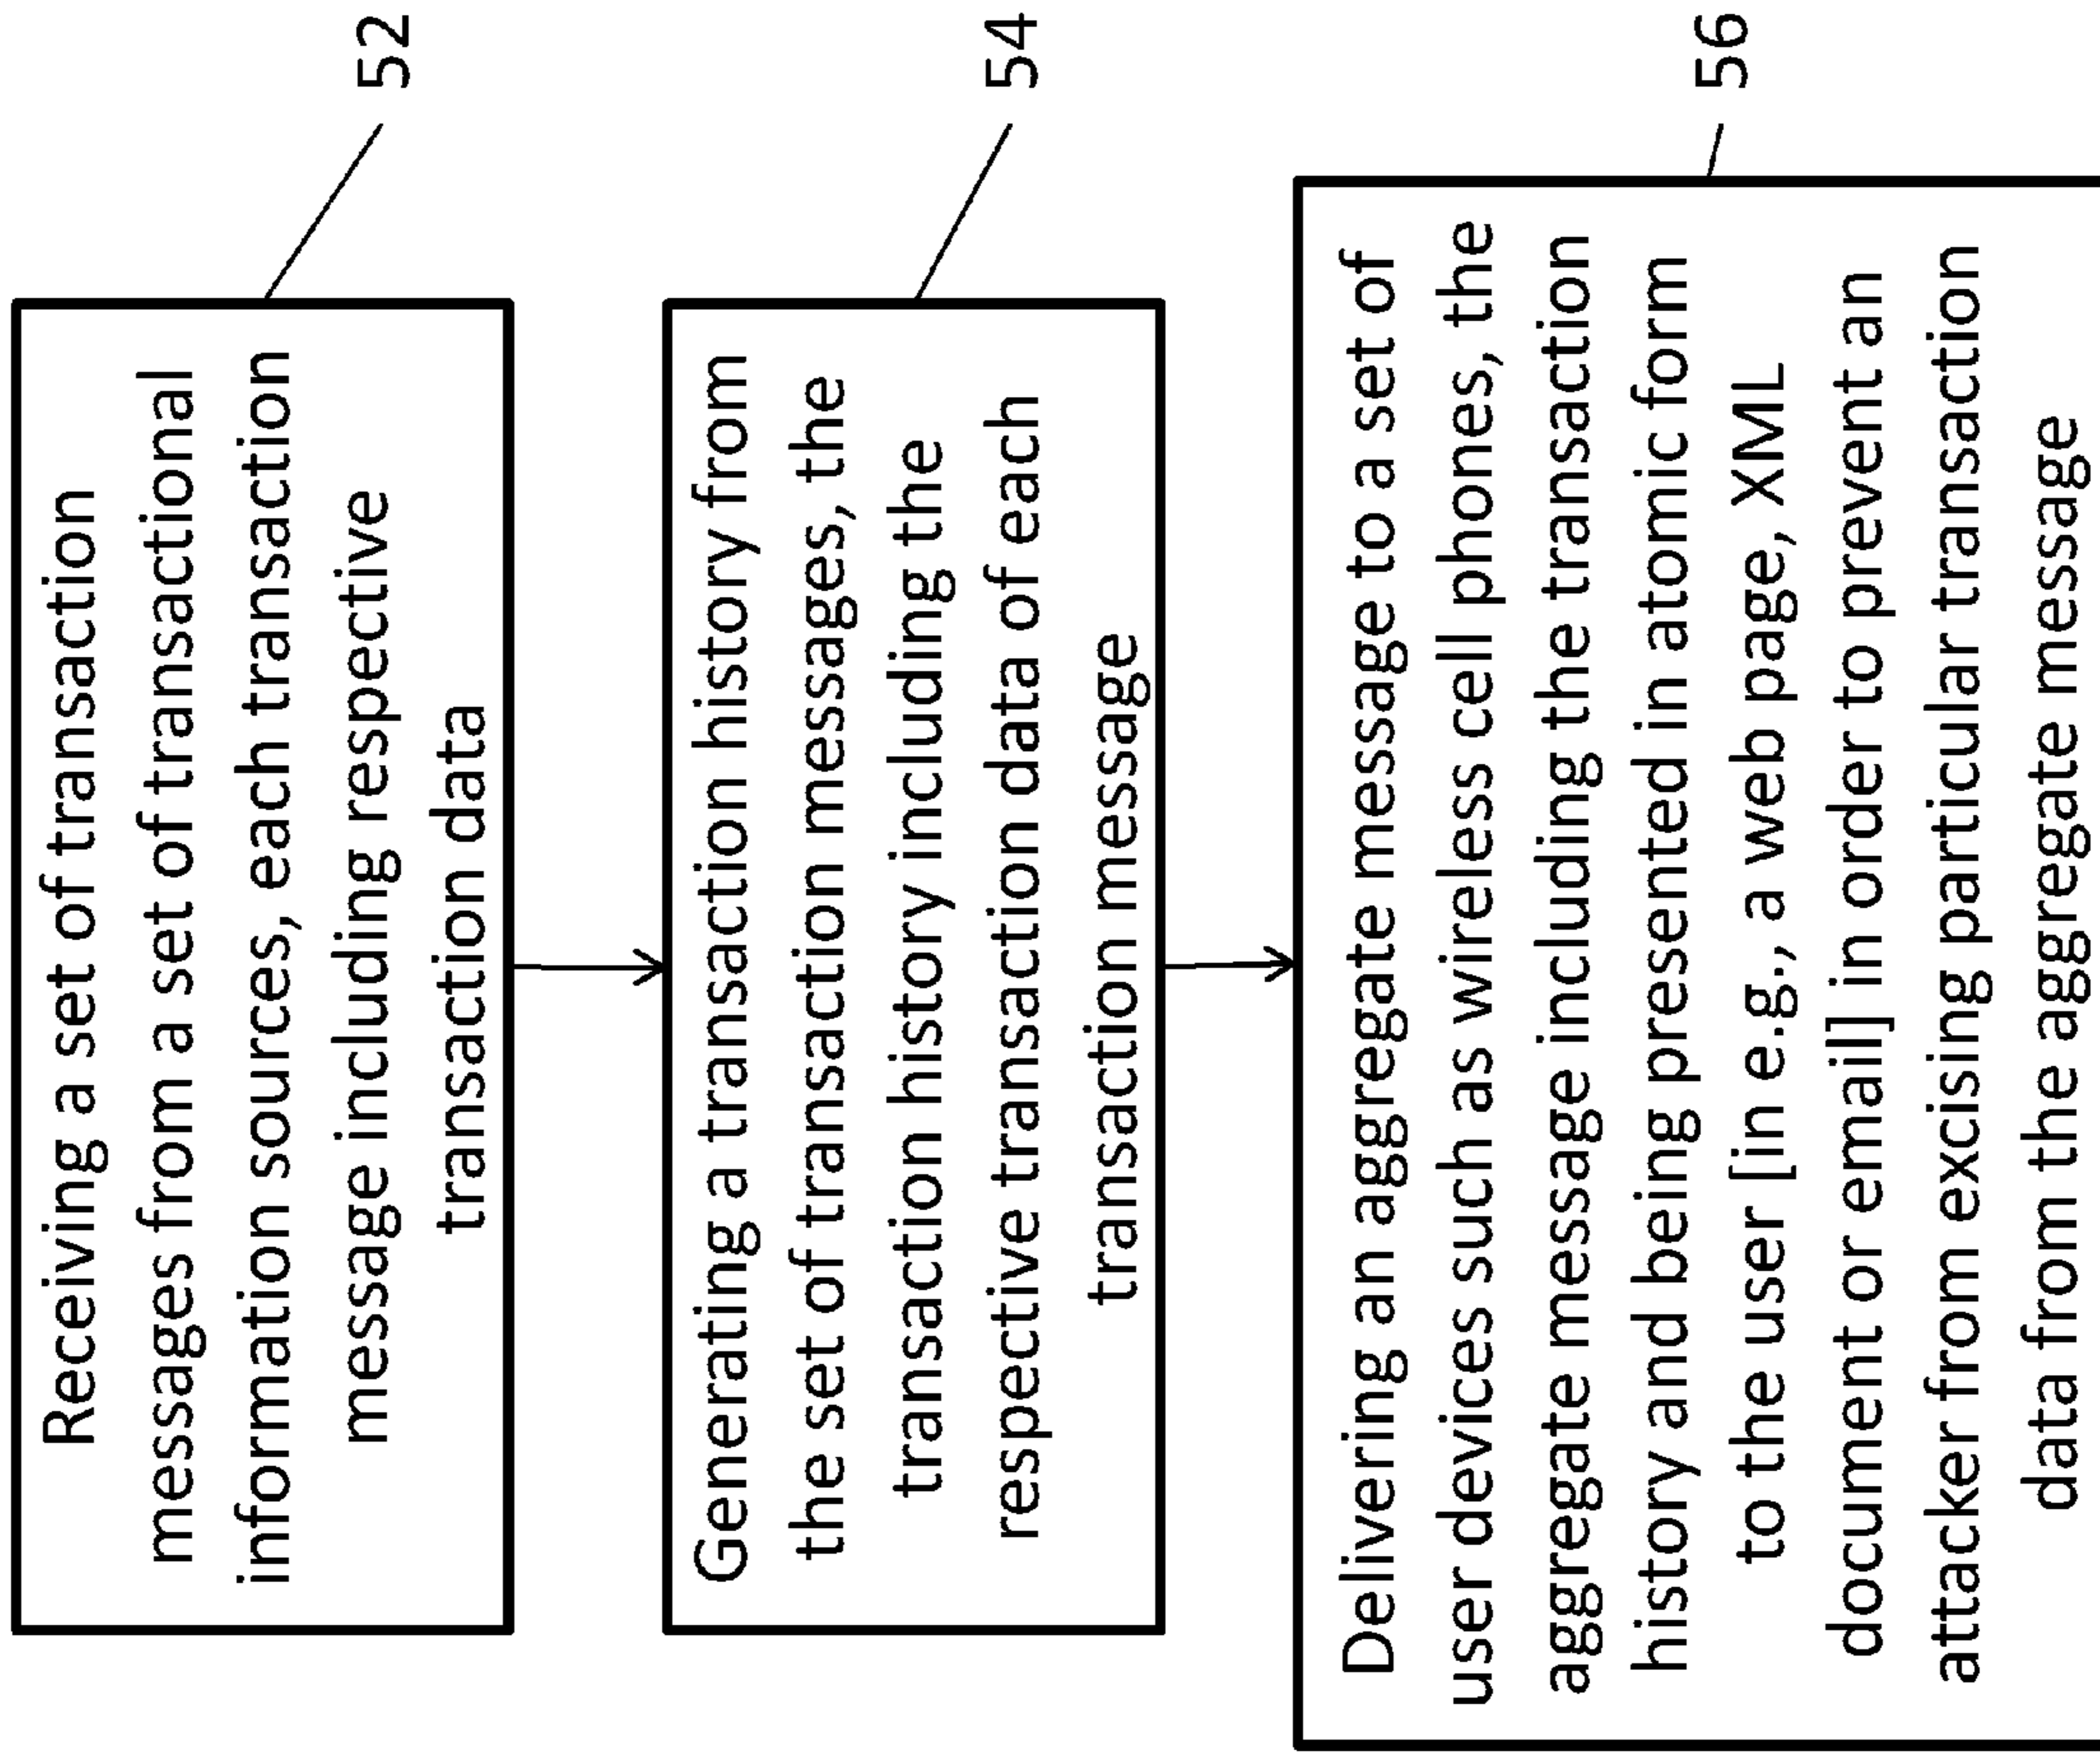 Receiving a set of transaction
messages from a set of transactional
information sources, each transaction
message including respective
transaction data
52
Generating a transaction history from
the set of transaction messages, the
transaction history including the
respective transaction data of each
transaction message
54
Delivering an aggregate message to a set of
user devices such as wireless cell phones, the
aggregate message including the transaction
history and being presented in atomic form
to the user [in e.g., a web page, XML
document or email] in order to prevent an
attacker from excising particular transaction
data from the aggregate message
56